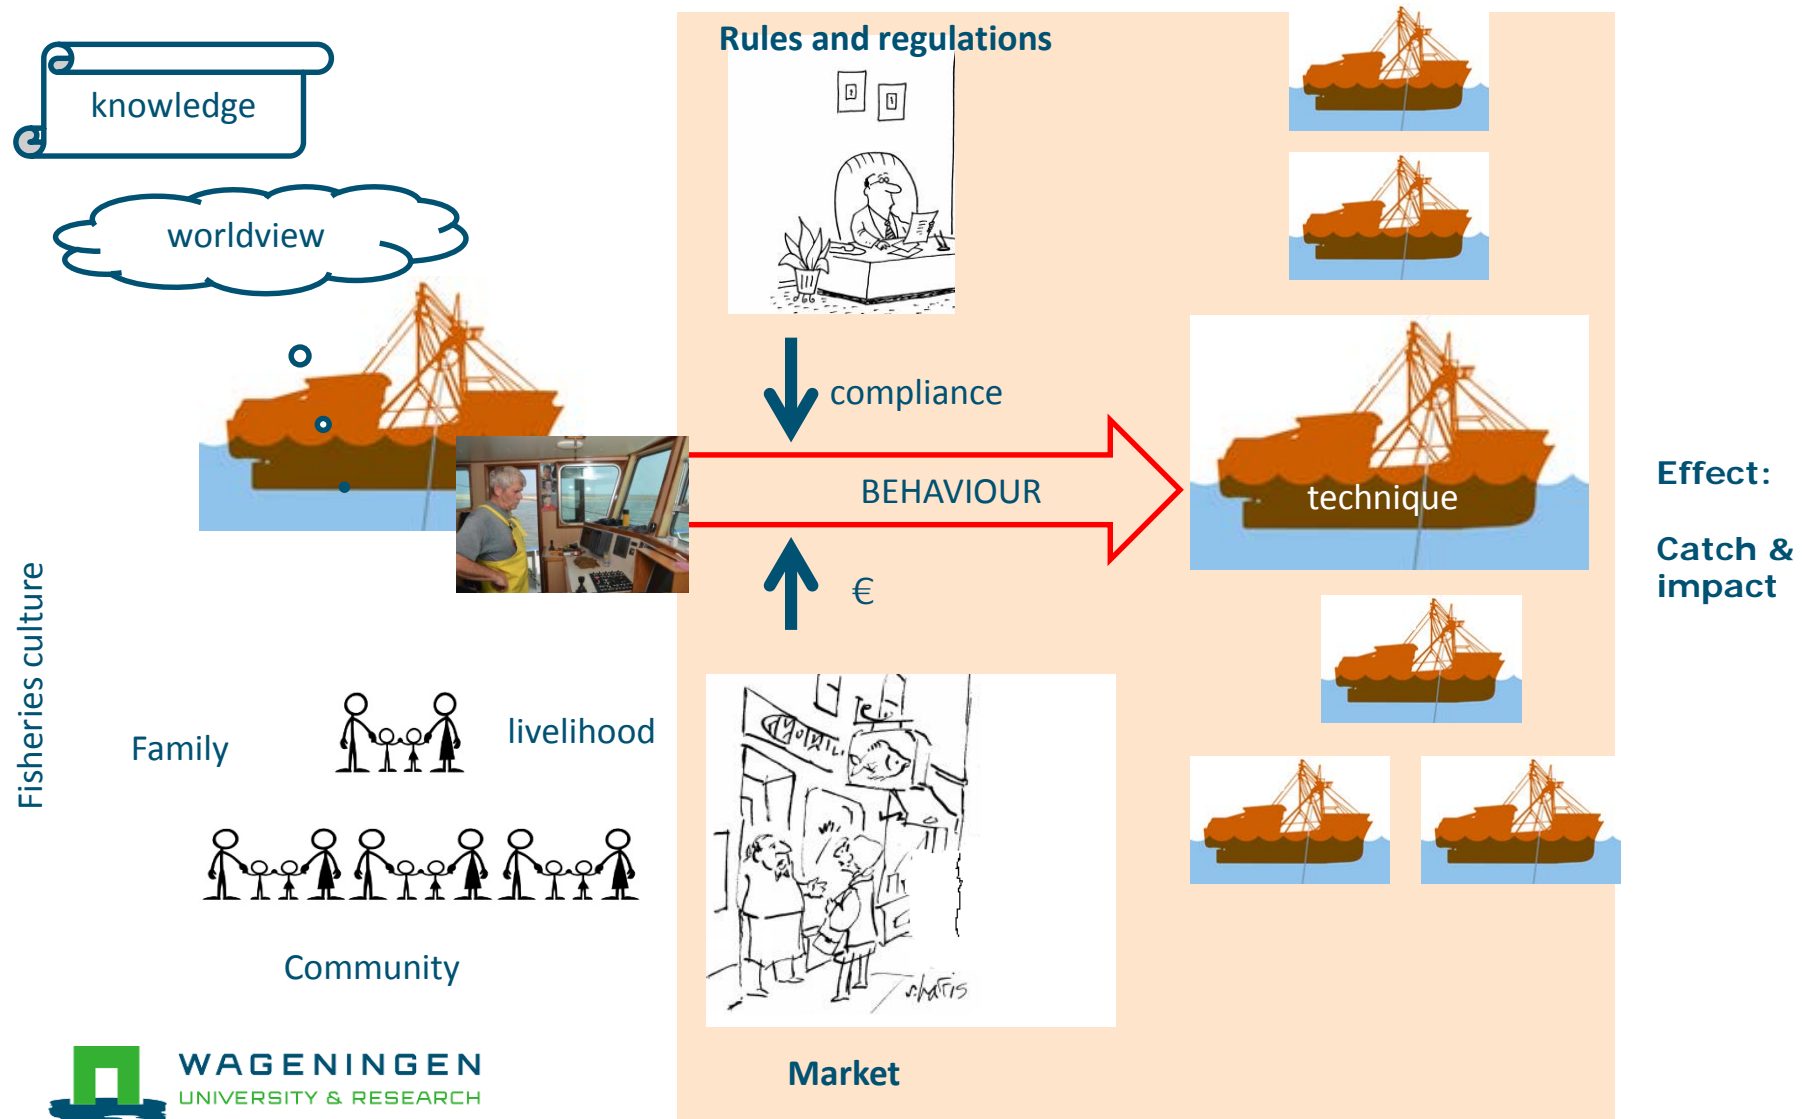 knowledge
worldview
Fisheries culture
Family
livelihood
Community
WAGENINGEN
UNIVERSITY & RESEARCH
Rules and regulations
compliance
BEHAVIOUR
€
Market
technique
Effect:
Catch &
impact